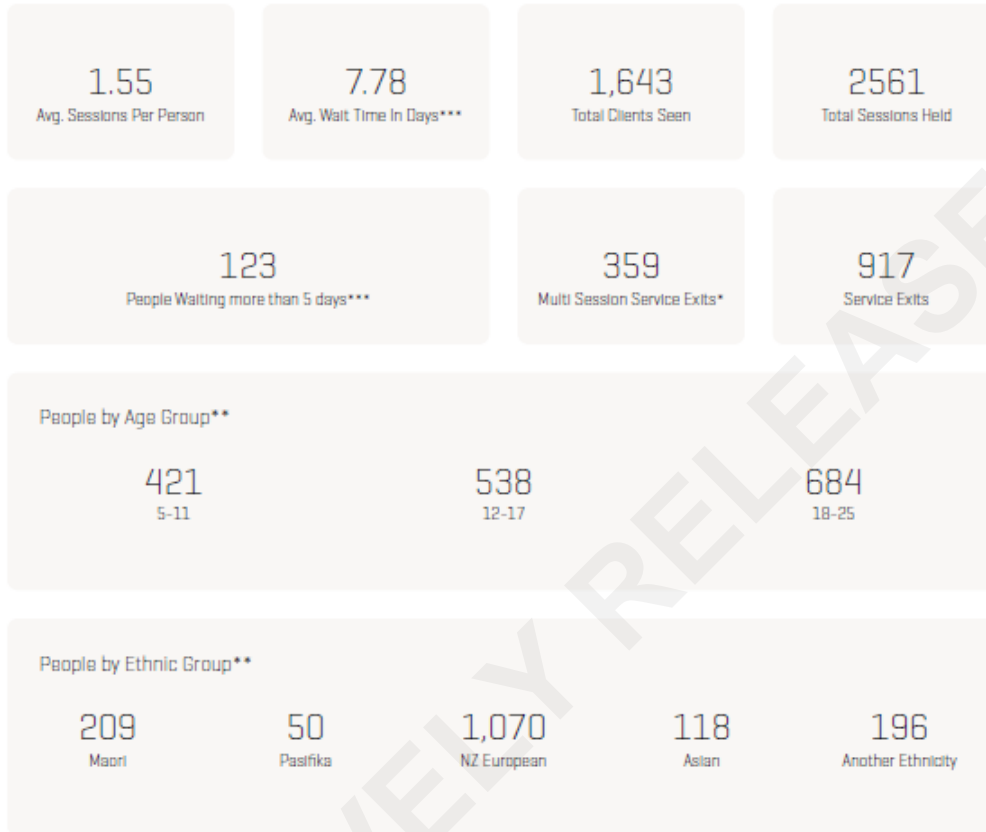 1.55
Avg. Sessions Per Person
7.78
Avg. Wait Time In Days***
1,643
Total Clients Seen
2561
Total Sessions Held
123
People Waiting more than 5 days***
359
Multi Session Service Exits*
917
Service Exits
People by Age Group**
421
5-11
538
12-17
684
18-25
People by Ethnic Group**
209
Maori
50
Pasifika
1,070
NZ European
118
Asian
196
Another Ethnicity
VELY RELEASE